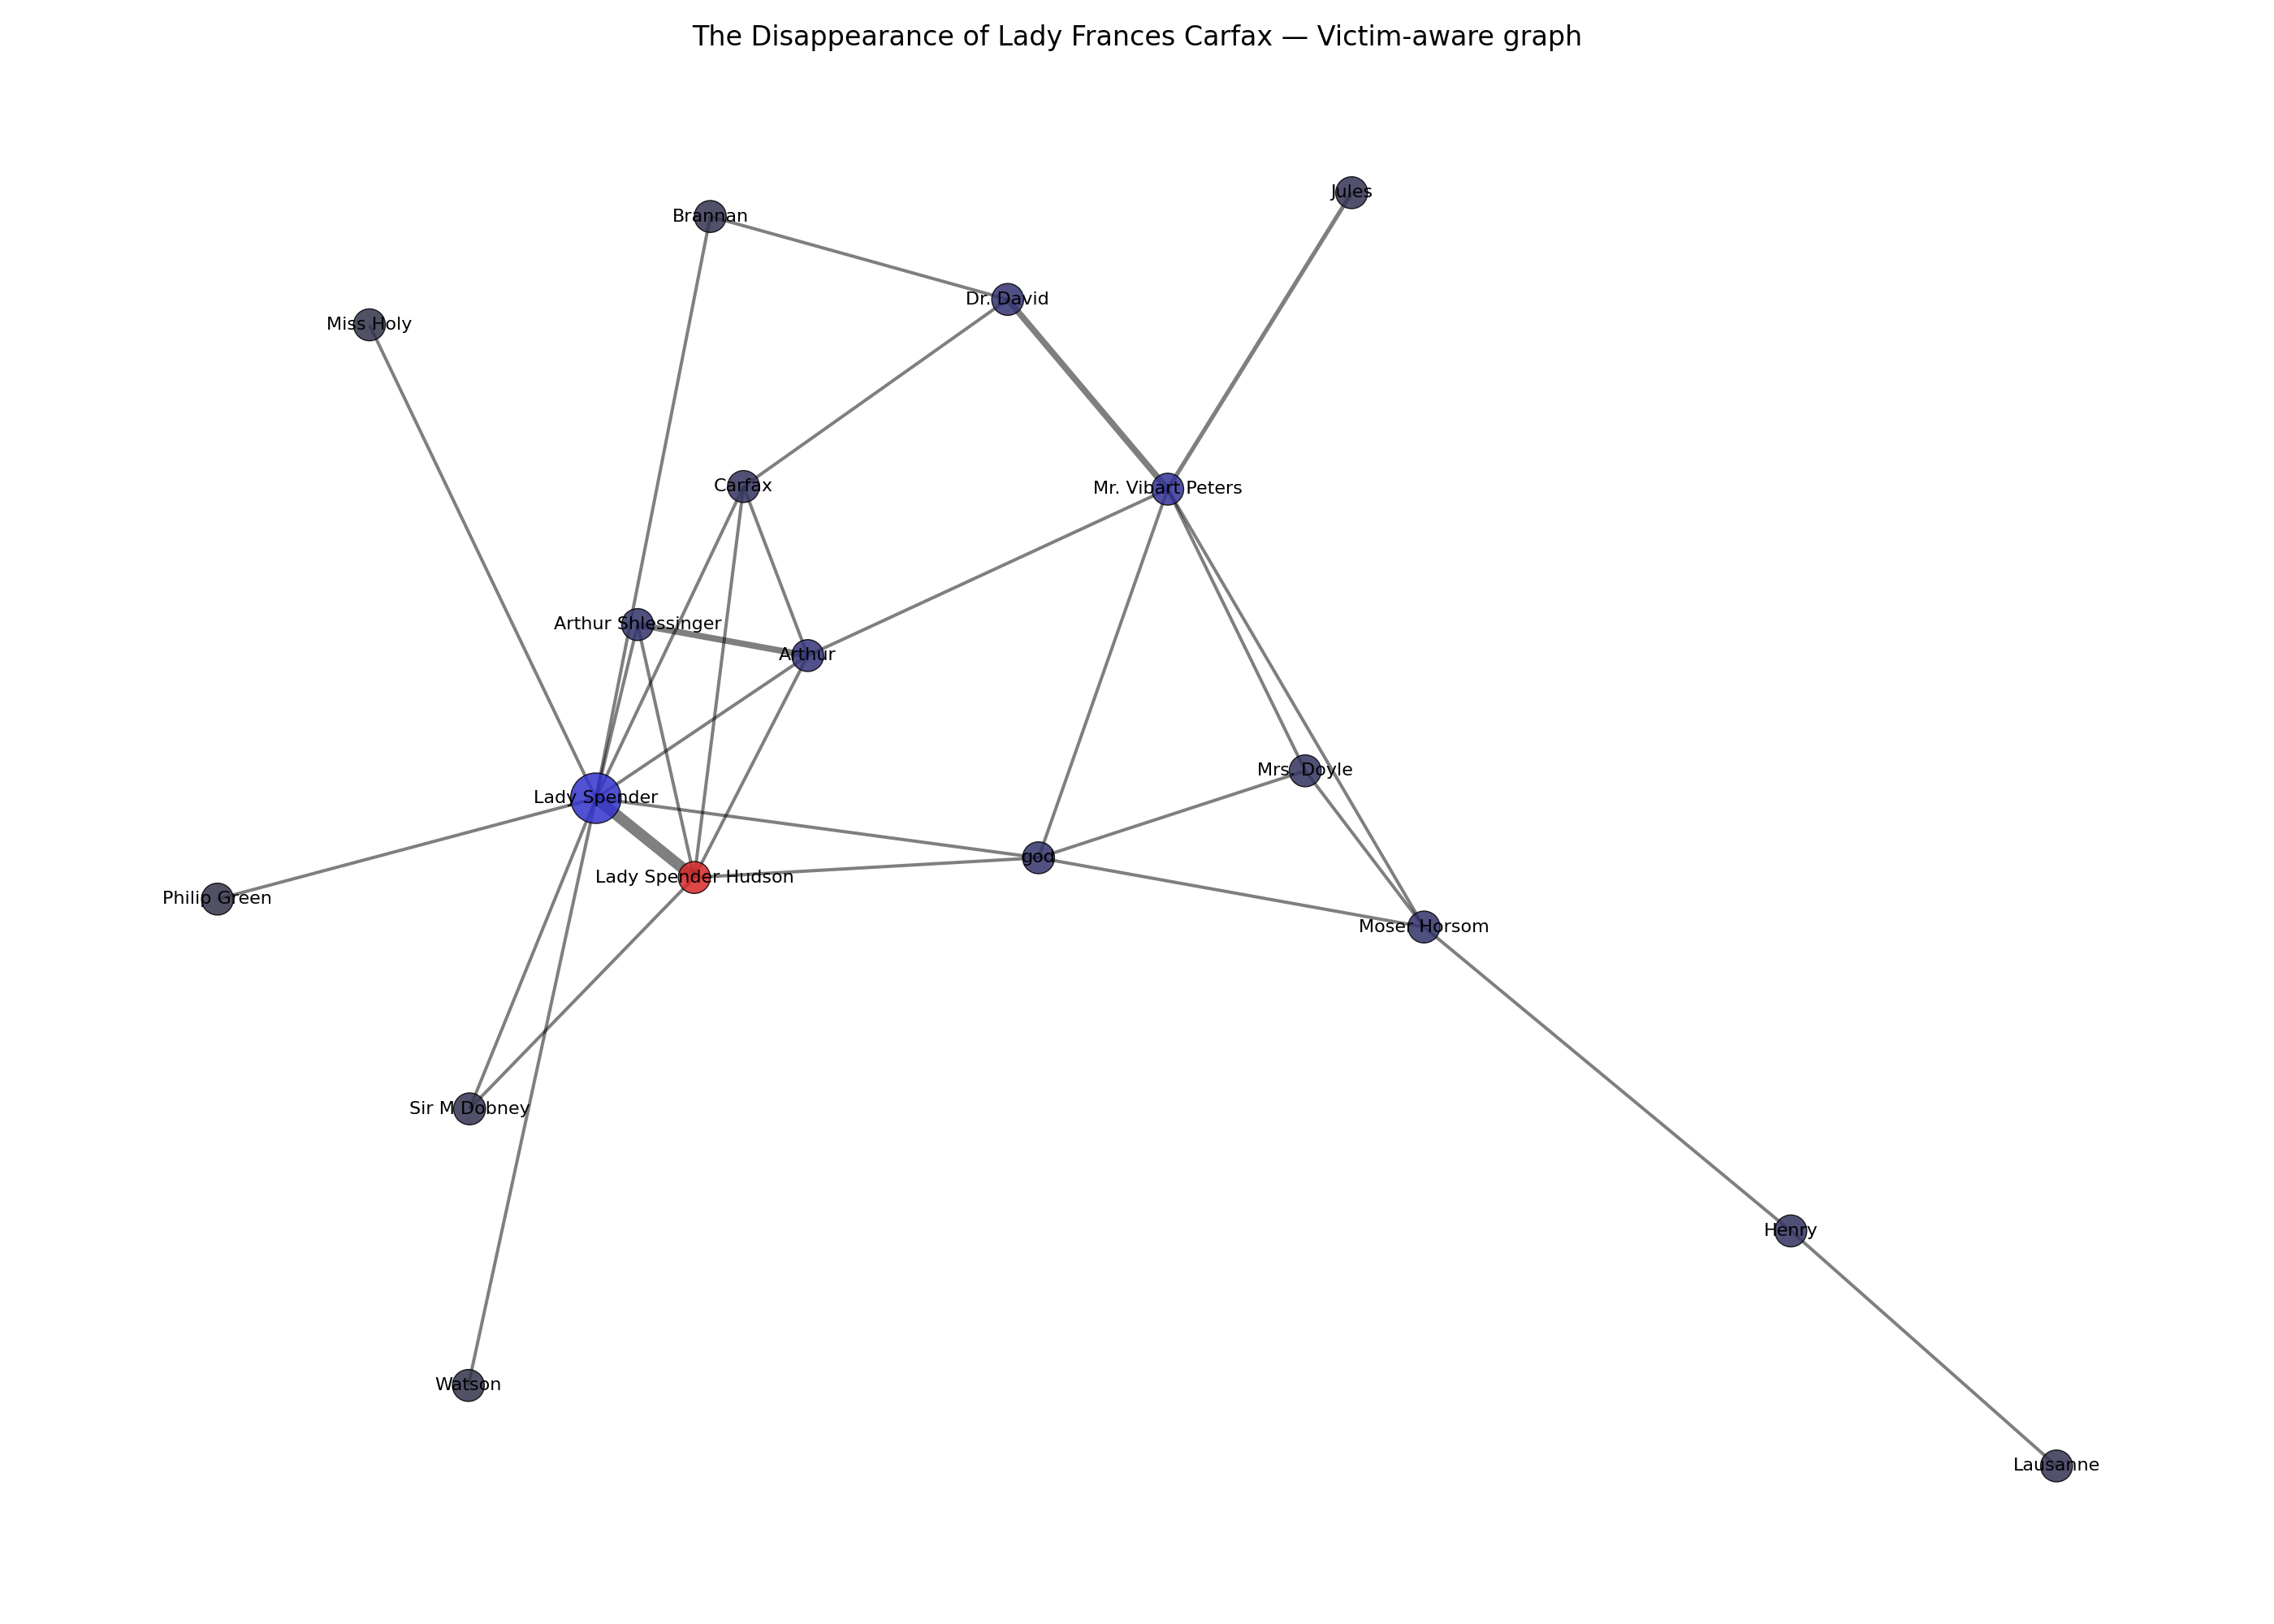 The Disappearance of Lady Frances Carfax — Victim-aware graph
Jules
Brannan
Dr. David
Miss Holy
Carfax
Mr. Vibart Peters
Arthur Shlessinger
Arthur
Mrs. Doyle
Lady Spender
god
Lady Spender Hudson
Philip Green
Moser Horsom
Sir M Dobney
Henry
Watson
Lausanne